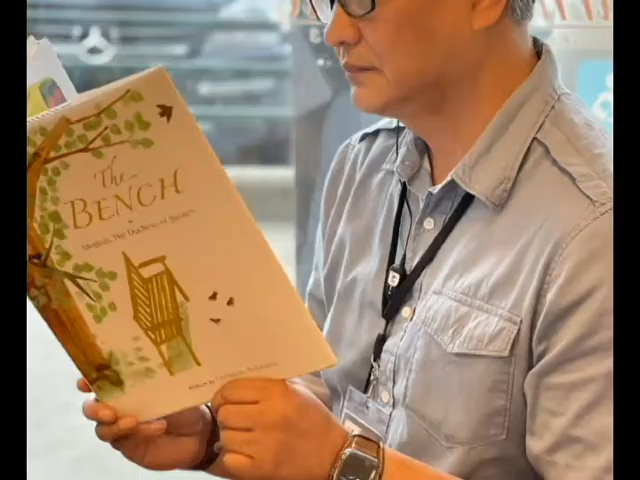 The
BENCH
Meghan, The Duchess of Sussex